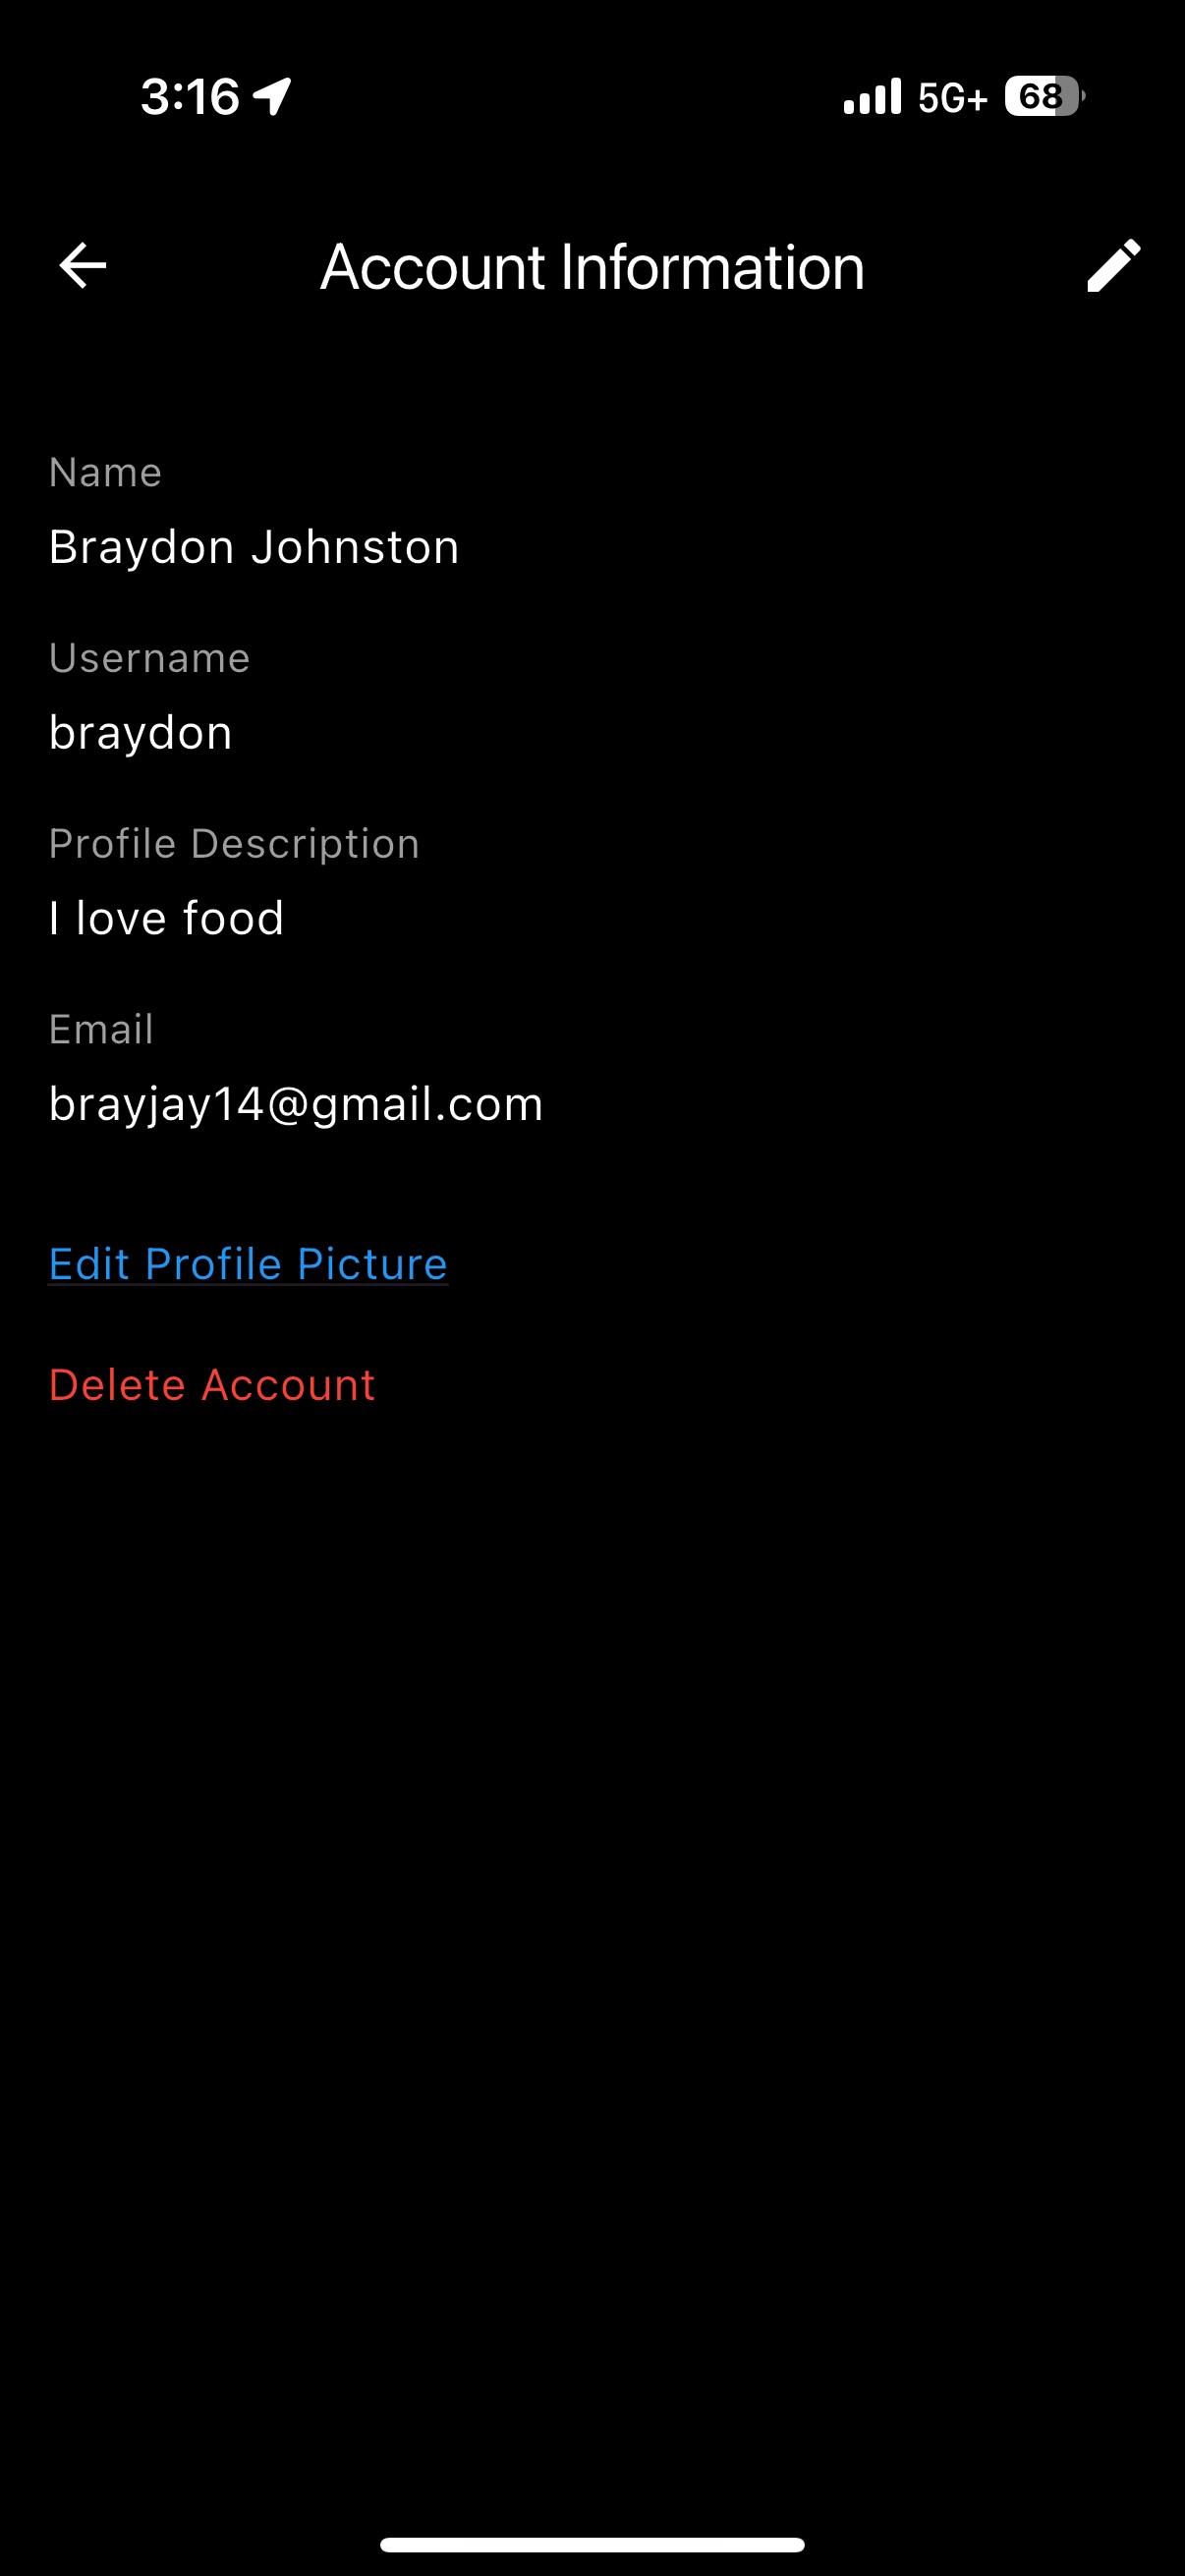 3:16 5G+ 68
Account Information
Name
Braydon Johnston
Username
braydon
Profile Description
I love food
Email
brayjay14@gmail.com
Edit Profile Picture
Delete Account